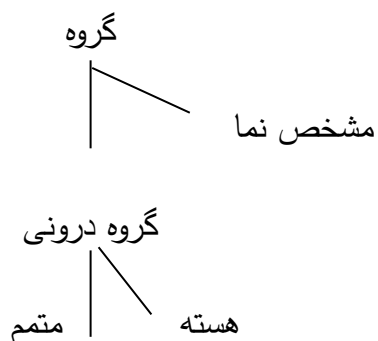 گروه
مشخص نما
گروه درونی
هسته متمم